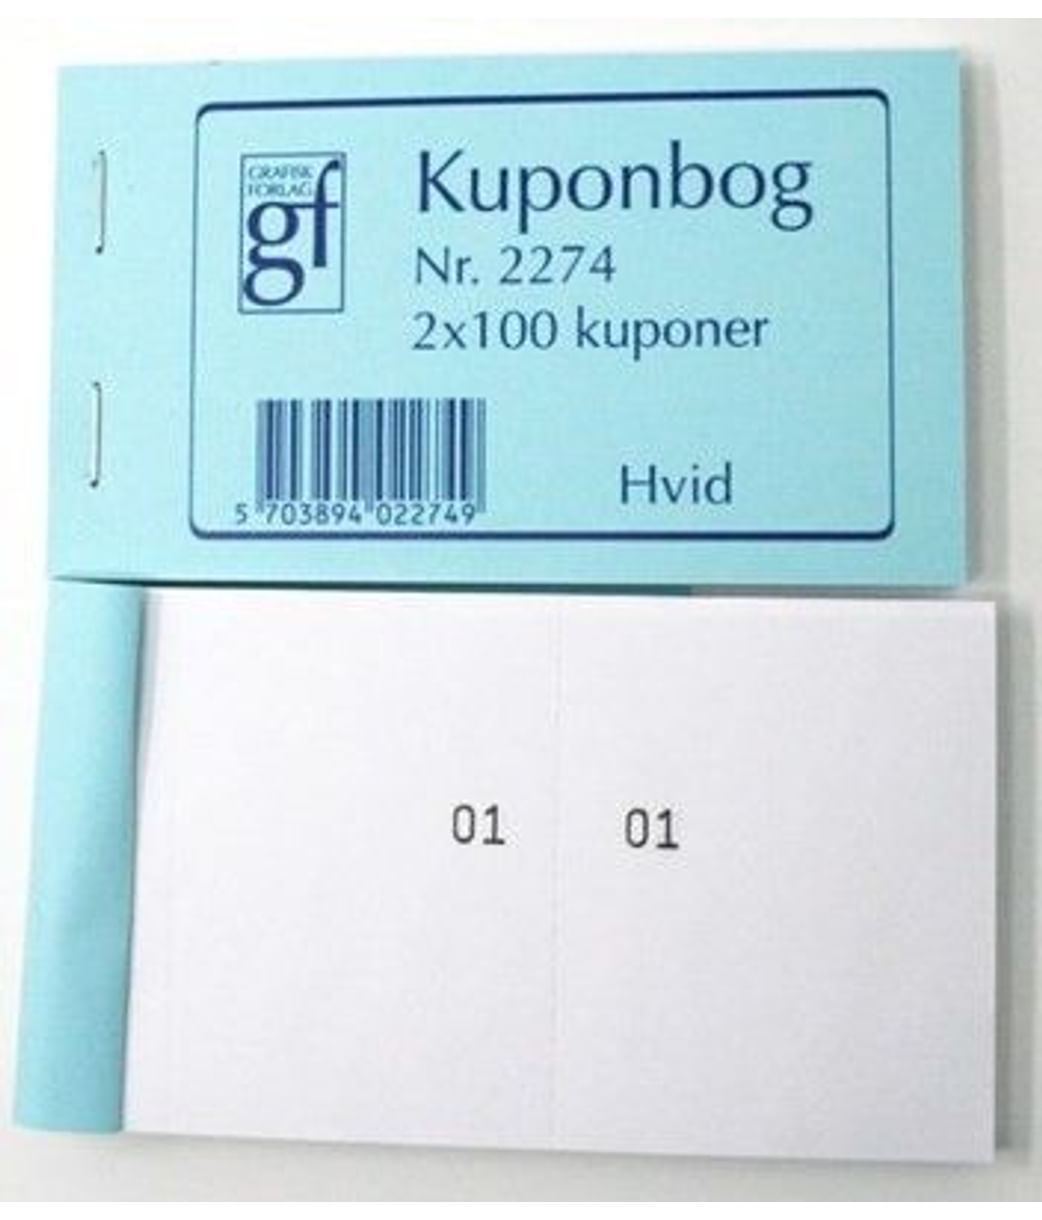 GRAFISK
FORLAG
gf
Kuponbog
Nr. 2274
2x100 kuponer
5 703894 022749
Hvid
01 01